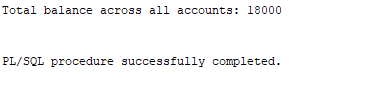 Total balance across all accounts: 18000
PL/SQL procedure successfully completed.